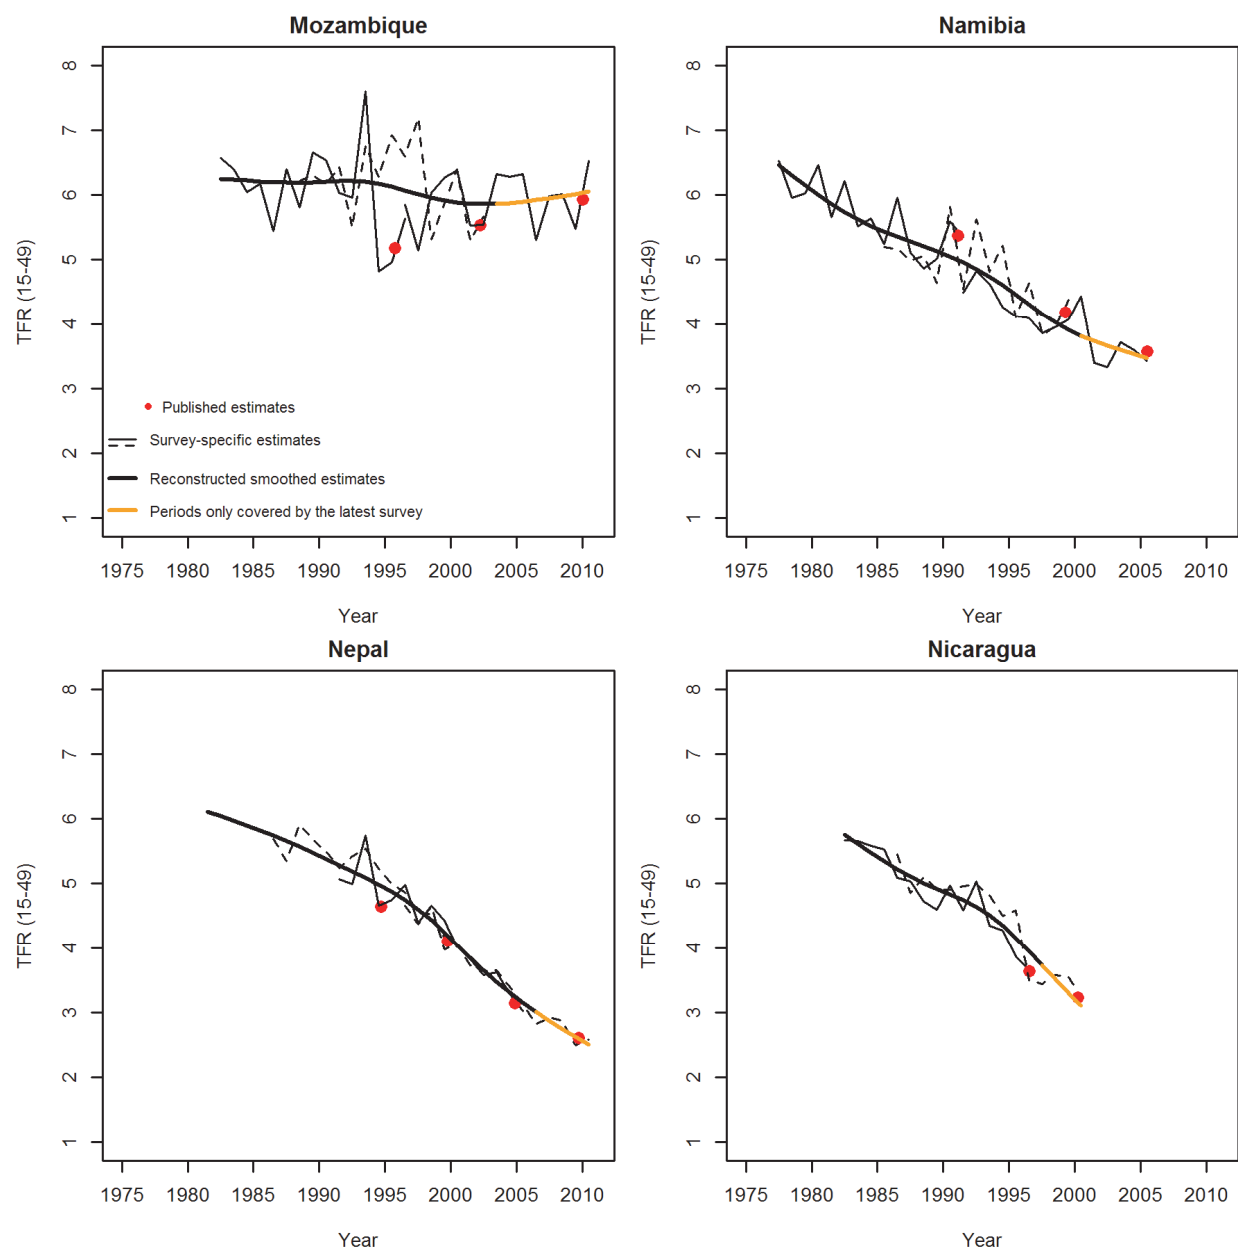 Mozambique
8
7
6
5
4
3
2
1
TFR (15-49)
Published estimates
Survey-specific estimates
Reconstructed smoothed estimates
Periods only covered by the latest survey
1975 1980 1985 1990 1995 2000 2005 2010
Year
Namibia
8
7
6
5
4
3
2
1
TFR (15-49)
1975 1980 1985 1990 1995 2000 2005 2010
Year
Nepal
8
7
6
5
4
3
2
1
TFR (15-49)
1975 1980 1985 1990 1995 2000 2005 2010
Year
Nicaragua
8
7
6
5
4
3
2
1
TFR (15-49)
1975 1980 1985 1990 1995 2000 2005 2010
Year